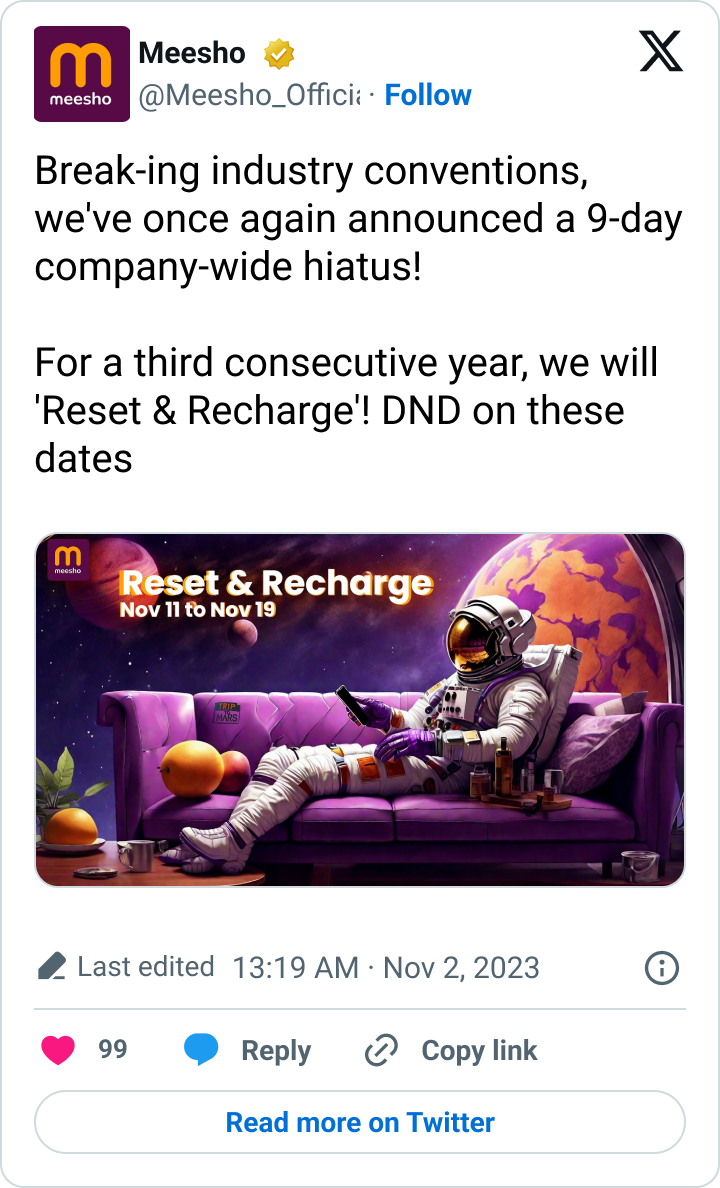 meesho
Meesho
@Meesho_Offici · Follow
Break-ing industry conventions,
we've once again announced a 9-day
company-wide hiatus!
For a third consecutive year, we will
'Reset & Recharge'! DND on these
dates
meesho
Reset & Recharge
Nov 11 to Nov 19
TRIP
MARS
Last edited 13:19 AM · Nov 2, 2023
99 Reply Copy link
Read more on Twitter